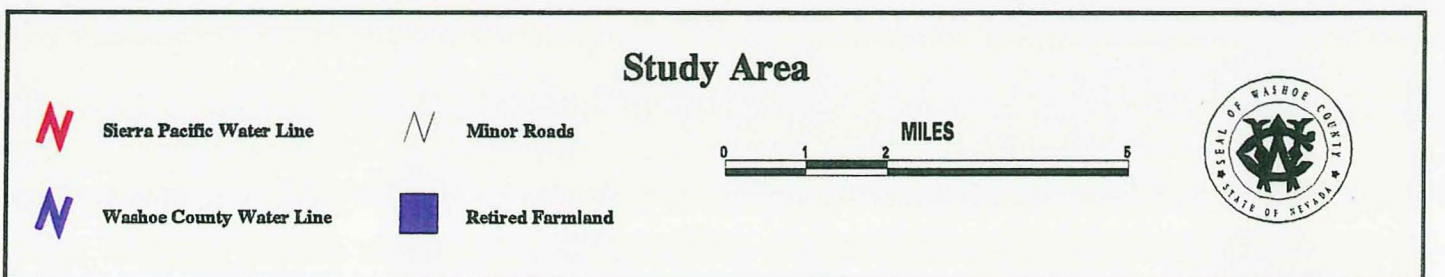 Study Area
Sierra Pacific Water Line
Minor Roads
MILES
0 1 2 5
Washoe County Water Line
Retired Farmland
SEAL OF WASHOE COUNTY
STATE OF NEVADA